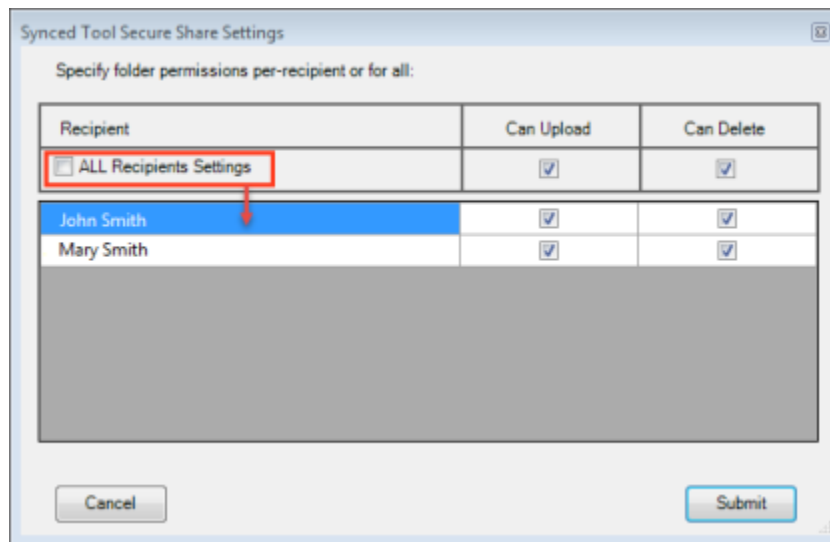 Synced Tool Secure Share Settings
Specify folder permissions per-recipient or for all:
Recipient Can Upload Can Delete
ALL Recipients Settings
John Smith
Mary Smith
Cancel Submit